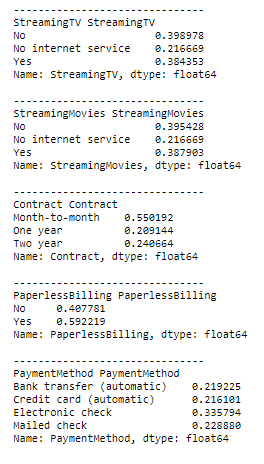 ------------------------------
StreamingTV StreamingTV
No                     0.398978
No internet service    0.216669
Yes                    0.384353
Name: StreamingTV, dtype: float64

------------------------------
StreamingMovies StreamingMovies
No                     0.395428
No internet service    0.216669
Yes                    0.387903
Name: StreamingMovies, dtype: float64

------------------------------
Contract Contract
Month-to-month    0.550192
One year          0.209144
Two year          0.240664
Name: Contract, dtype: float64

------------------------------
PaperlessBilling PaperlessBilling
No     0.407781
Yes    0.592219
Name: PaperlessBilling, dtype: float64

------------------------------
PaymentMethod PaymentMethod
Bank transfer (automatic)    0.219225
Credit card (automatic)      0.216101
Electronic check             0.335794
Mailed check                 0.228880
Name: PaymentMethod, dtype: float64